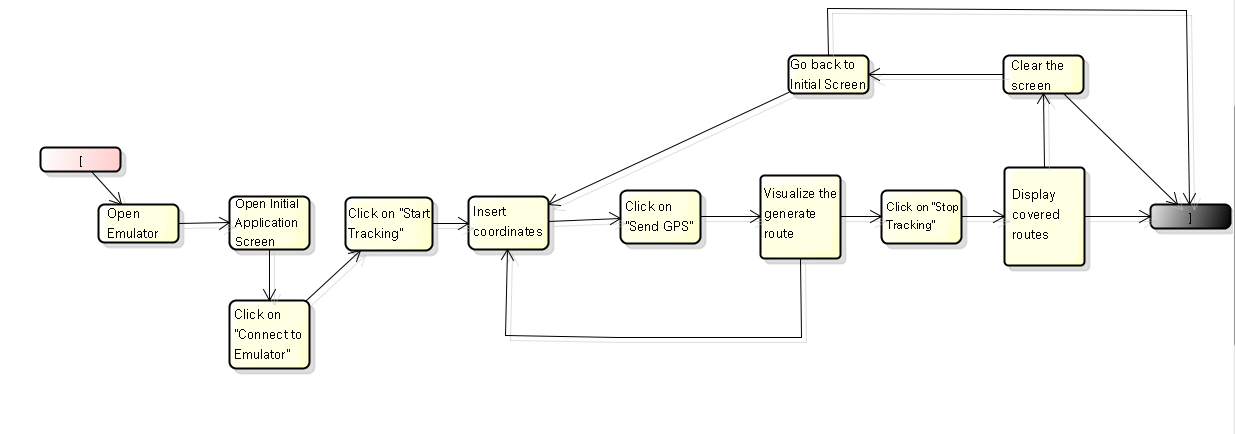 [
Open
Emulator
Open Initial
Application
Screen
Click on
"Connect to
Emulator"
Click on "Start
Tracking"
Insert
coordinates
Click on
"Send GPS"
Visualize the
generate
route
Click on "Stop
Tracking"
Display
covered
routes
Clear the
screen
Go back to
Initial Screen
]